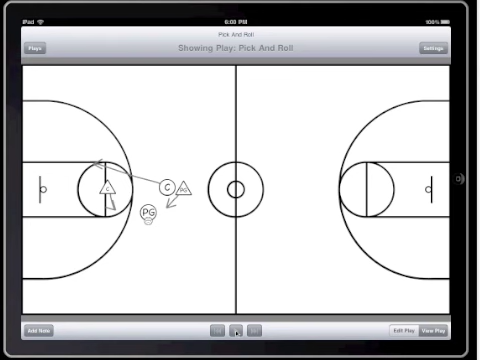 iPad
6:00 PM
100%
Pick And Roll
Plays
Showing Play: Pick And Roll
Settings
C
C
PG
PG
Add Note
Edit Play
View Play